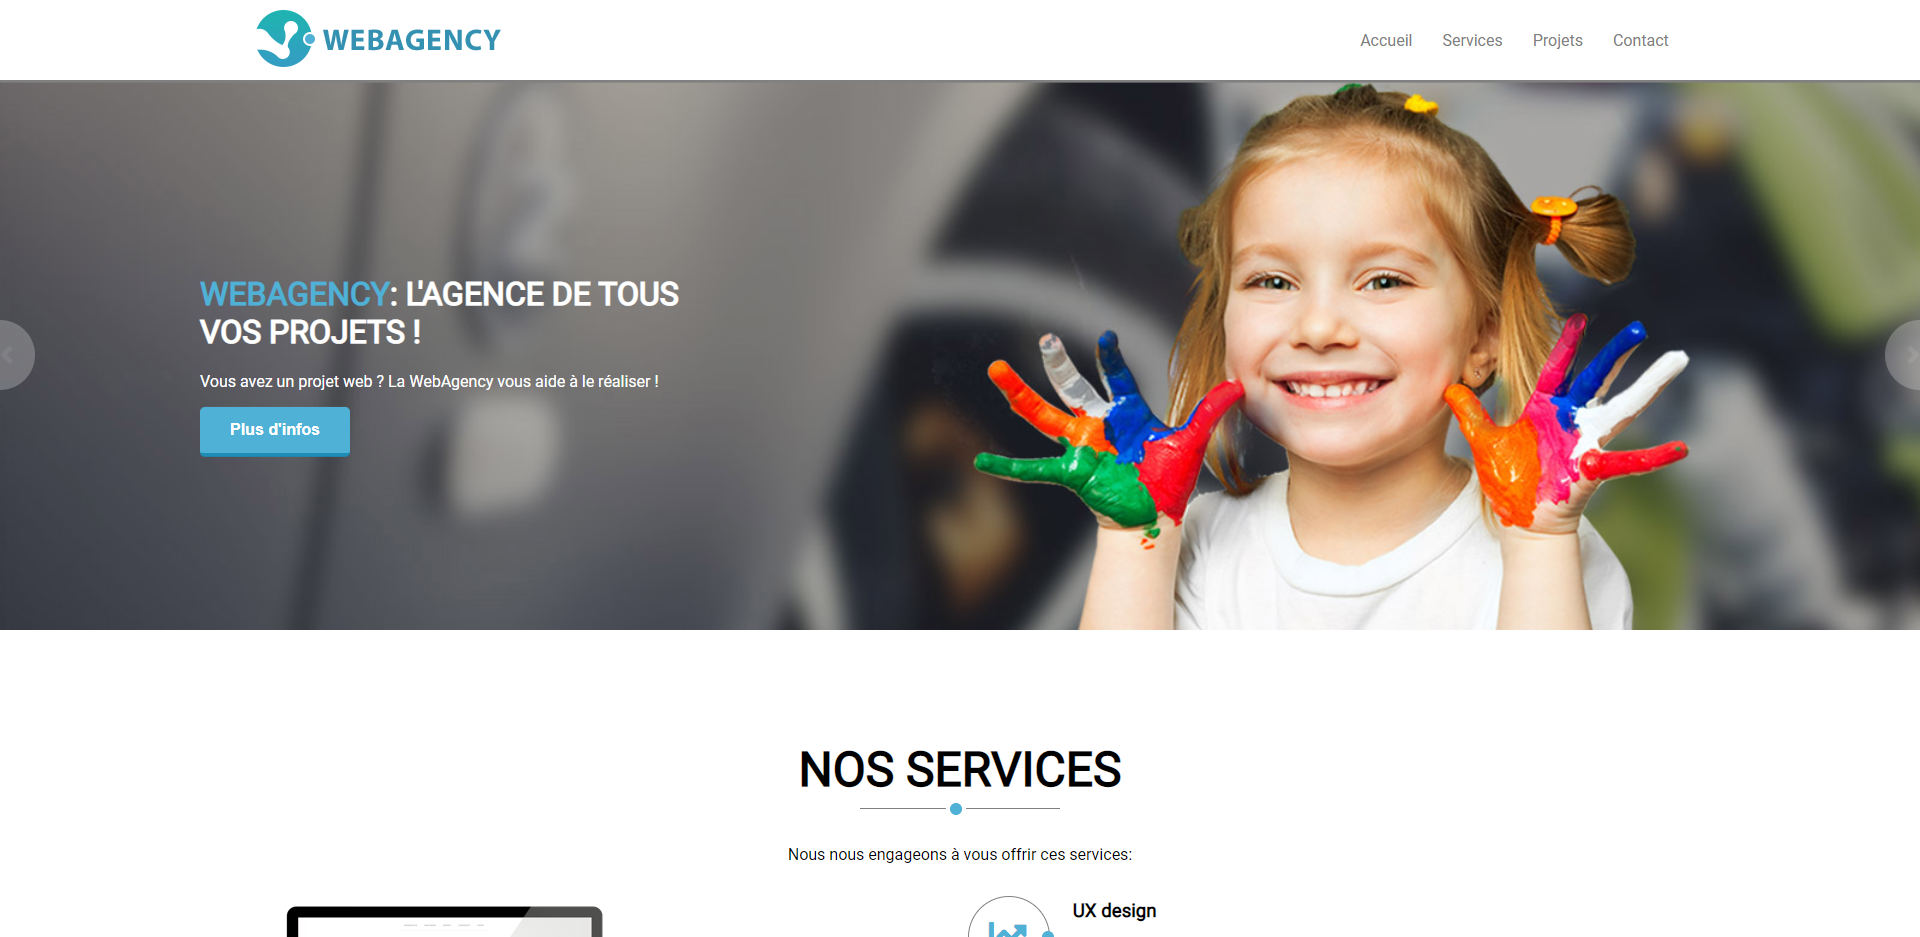 WEBAGENCY
Accueil Services Projets Contact
WEBAGENCY: L'AGENCE DE TOUS
VOS PROJETS !
Vous avez un projet web ? La WebAgency vous aide à le réaliser !
Plus d'infos
NOS SERVICES
Nous nous engageons à vous offrir ces services:
UX design